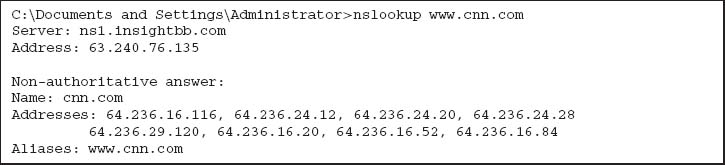 C:\Documents and Settings\Administrator>nslookup www.cnn.com
Server: ns1.insightbb.com
Address: 63.240.76.135
Non-authoritative answer:
Name: cnn.com
Addresses: 64.236.16.116, 64.236.24.12, 64.236.24.20, 64.236.24.28
64.236.29.120, 64.236.16.20, 64.236.16.52, 64.236.16.84
Aliases: www.cnn.com